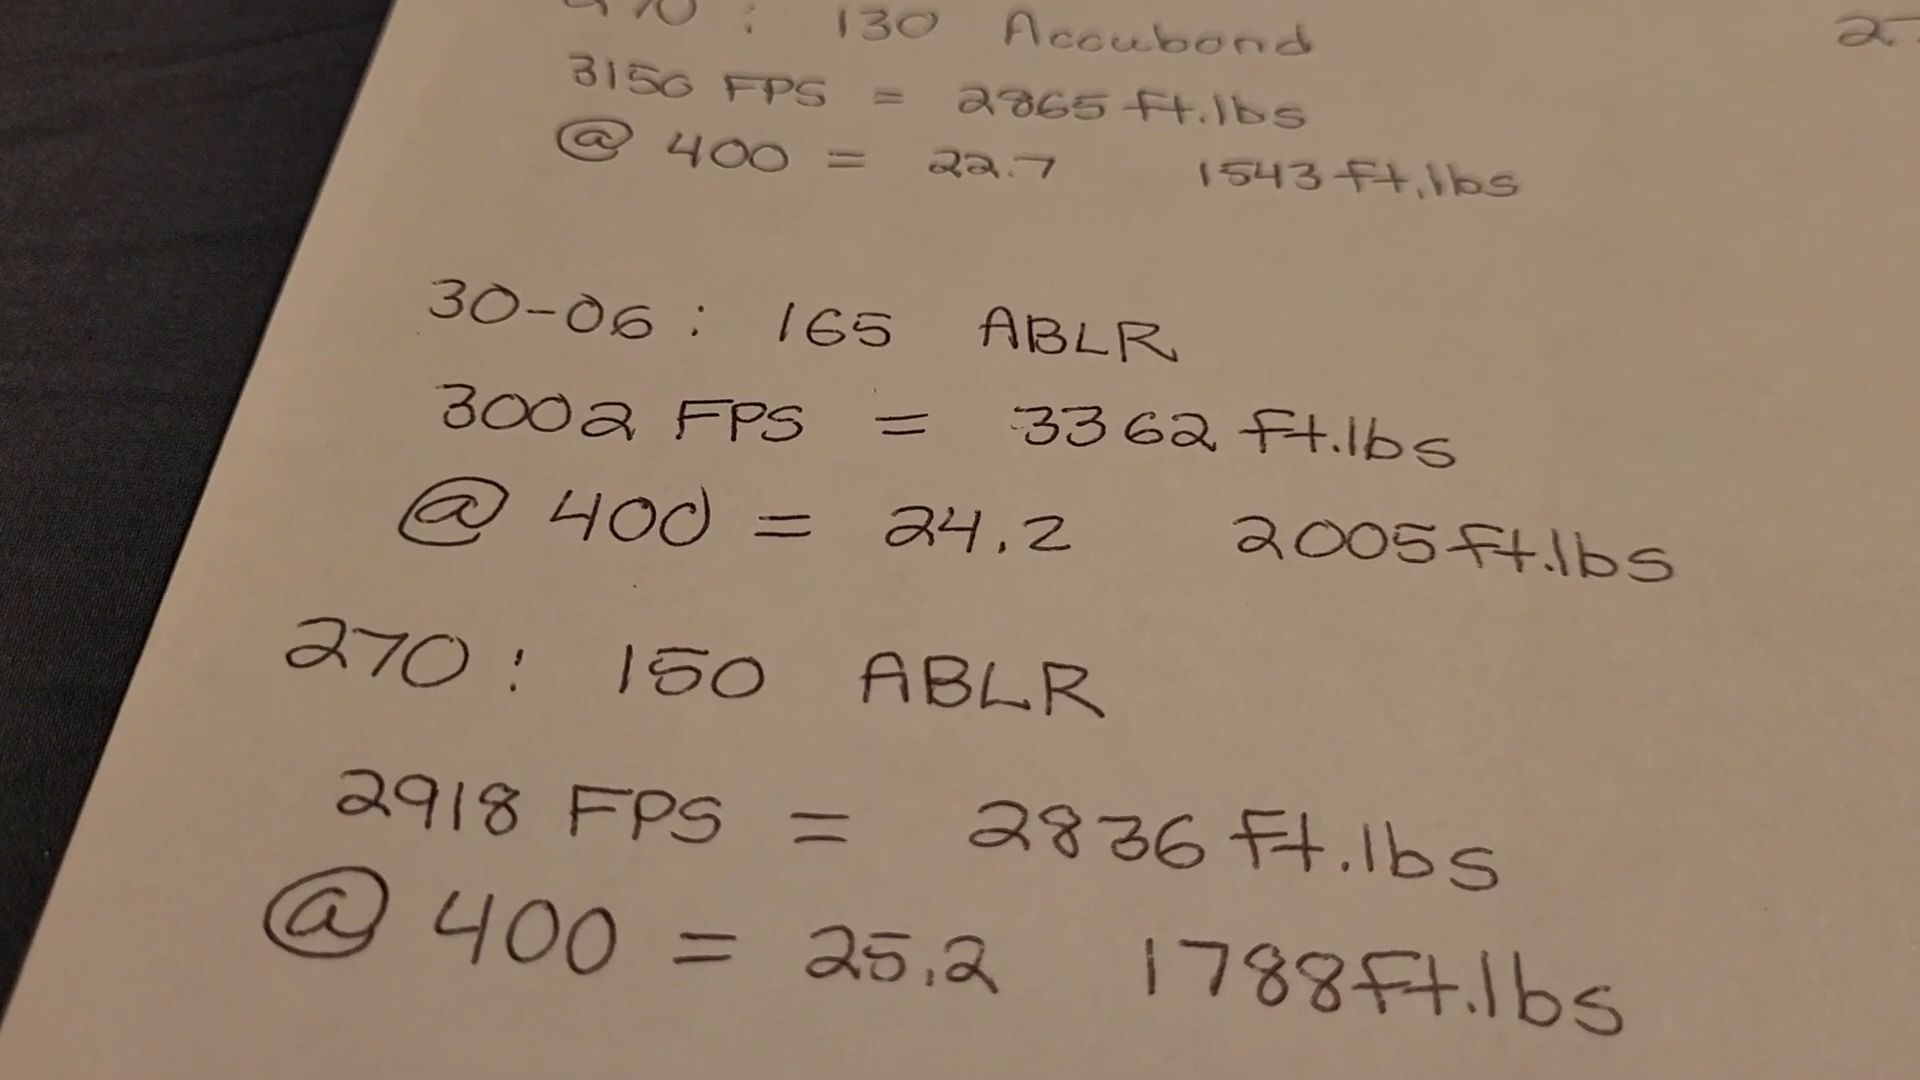 270 : 130 Accubond
3150 FPS = 2865 ft.lbs
@ 400 = 22.7 1543 ft.lbs
30-06 : 165 ABLR
3002 FPS = 3362 ft.lbs
@ 400 = 24.2 2005 ft.lbs
270 : 150 ABLR
2918 FPS = 2836 ft.lbs
@ 400 = 25.2 1788 ft.lbs